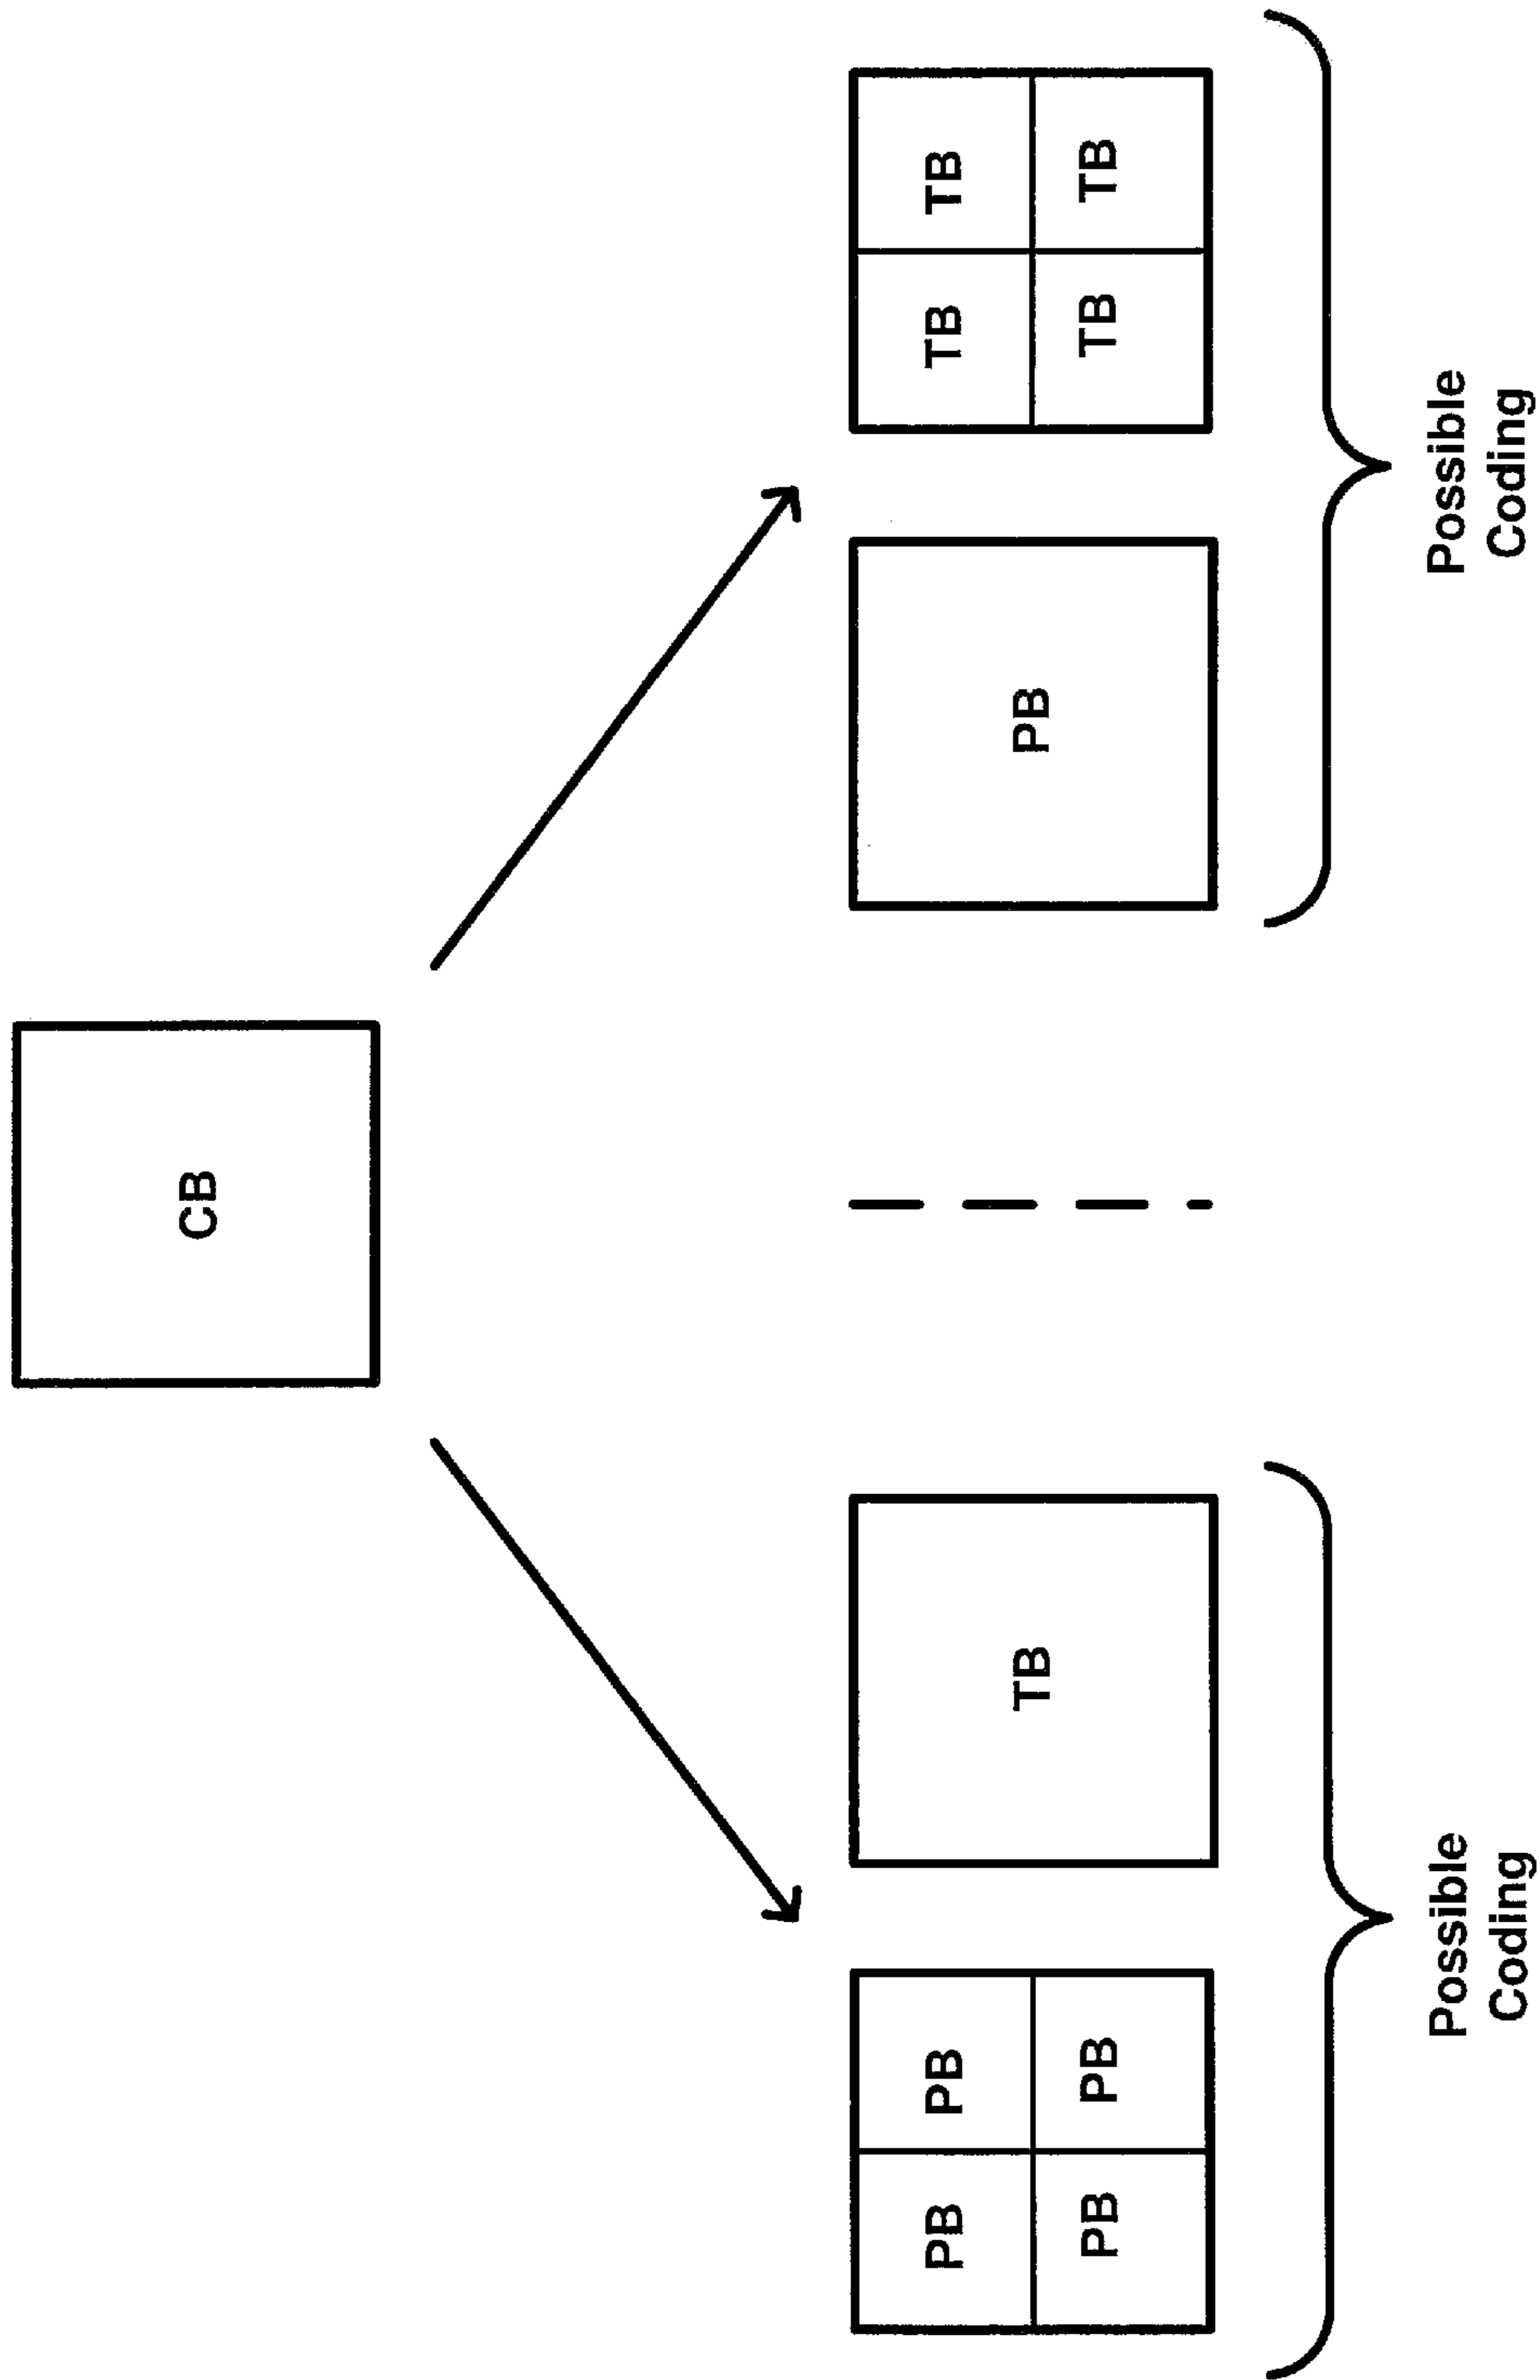 CB
PB PB
PB PB
TB
PB
TB TB
TB TB
Possible
Coding
Possible
Coding